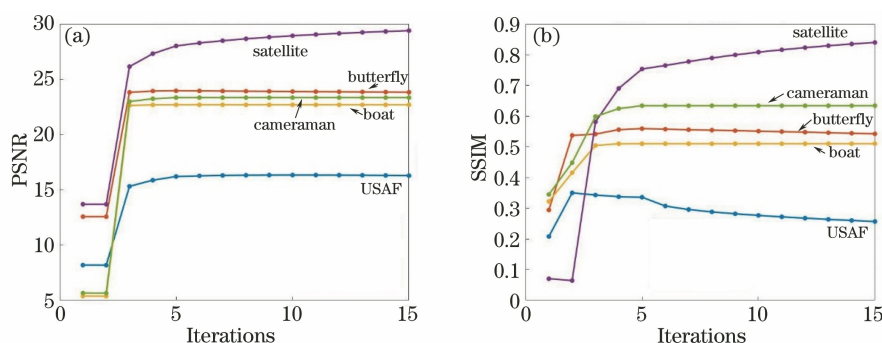 (a)
PSNR
30
25
20
15
10
5
0
5
10
15
Iterations
satellite
butterfly
cameraman
boat
USAF
(b)
SSIM
0.9
0.8
0.7
0.6
0.5
0.4
0.3
0.2
0.1
0
0
5
10
15
Iterations
satellite
cameraman
butterfly
boat
USAF